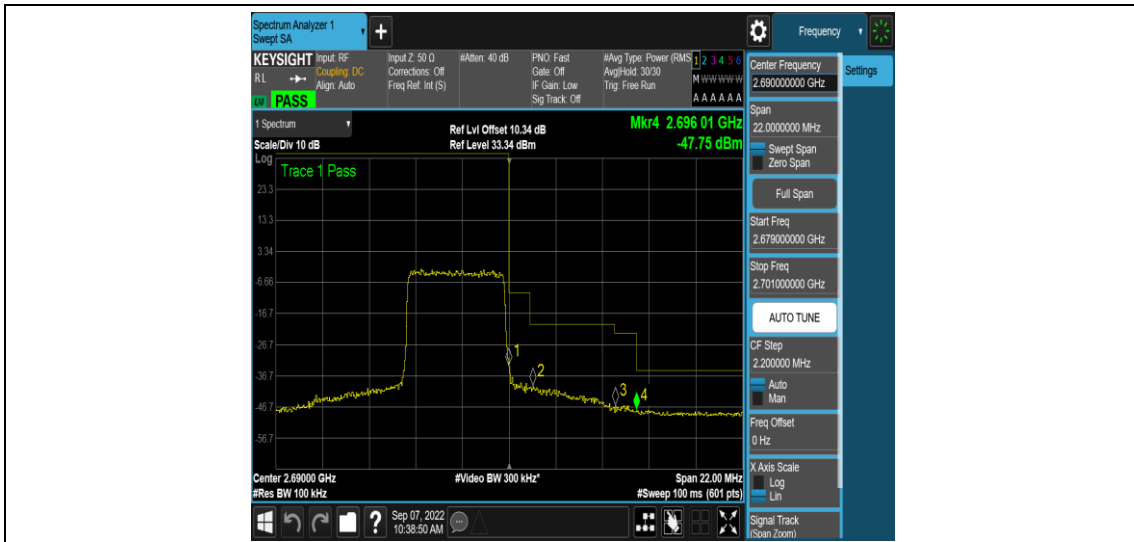 Spectrum Analyzer 1
Swept SA
Frequency
KEYSIGHT
RL
LM PASS
Input: RF
Coupling: DC
Align: Auto
Input Z: 50 Ω
Corrections: Off
Freq Ref: Int (S)
#Atten: 40 dB
PNO: Fast
Gate: Off
IF Gain: Low
Sig Track: Off
#Avg Type: Power (RMS
Avg|Hold: 30/30
Trig: Free Run
1 2 3 4 5 6
M W W W W W
A A A A A A
1 Spectrum
Scale/Div 10 dB
Ref Lvl Offset 10.34 dB
Ref Level 33.34 dBm
Mkr4 2.696 01 GHz
-47.75 dBm
Log
Trace 1 Pass
23.3
13.3
3.34
-6.66
-16.7
-26.7
-36.7
-46.7
-56.7
1
2
3
4
Center 2.69000 GHz
#Res BW 100 kHz
#Video BW 300 kHz*
Span 22.00 MHz
#Sweep 100 ms (601 pts)
Sep 07, 2022
10:38:50 AM
Center Frequency
2.690000000 GHz
Settings
Span
22.0000000 MHz
Swept Span
Zero Span
Full Span
Start Freq
2.679000000 GHz
Stop Freq
2.701000000 GHz
AUTO TUNE
CF Step
2.200000 MHz
Auto
Man
Freq Offset
0 Hz
X Axis Scale
Log
Lin
Signal Track
(Span Zoom)